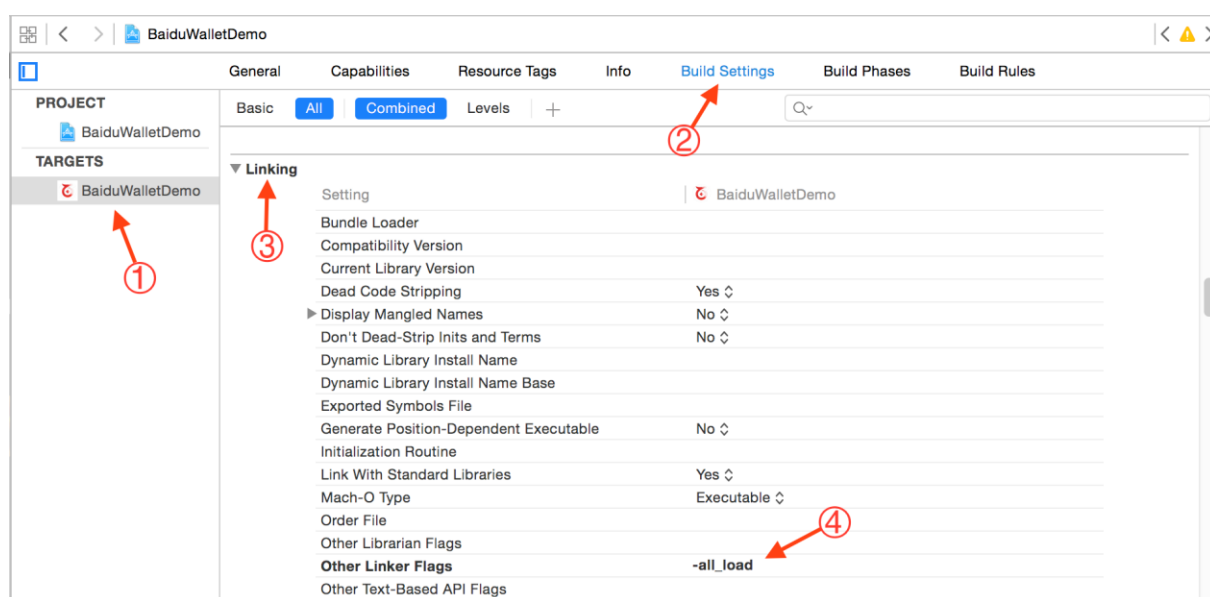 BaiduWalletDemo
General Capabilities Resource Tags Info Build Settings Build Phases Build Rules
PROJECT
Basic All Combined Levels +
BaiduWalletDemo
②
TARGETS
Linking
BaiduWalletDemo
Setting BaiduWalletDemo
Bundle Loader
③
Compatibility Version
①
Current Library Version
Dead Code Stripping Yes
Display Mangled Names No
Don't Dead-Strip Inits and Terms No
Dynamic Library Install Name
Dynamic Library Install Name Base
Exported Symbols File
Generate Position-Dependent Executable No
Initialization Routine
Link With Standard Libraries Yes
Mach-O Type Executable
Order File
④
Other Librarian Flags
Other Linker Flags -all_load
Other Text-Based API Flags